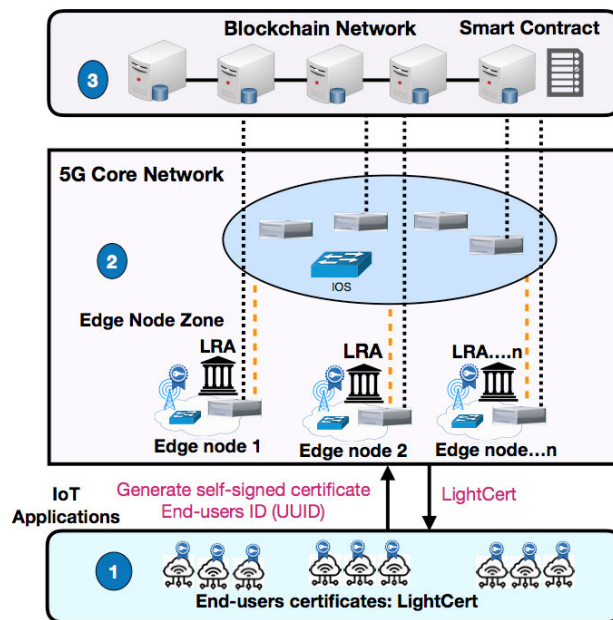 Blockchain Network
Smart Contract
3
5G Core Network
2
IOS
Edge Node Zone
LRA
LRA
LRA....n
Edge node 1
Edge node 2
Edge node...n
IoT
Applications
Generate self-signed certificate
End-users ID (UUID)
LightCert
1
End-users certificates: LightCert